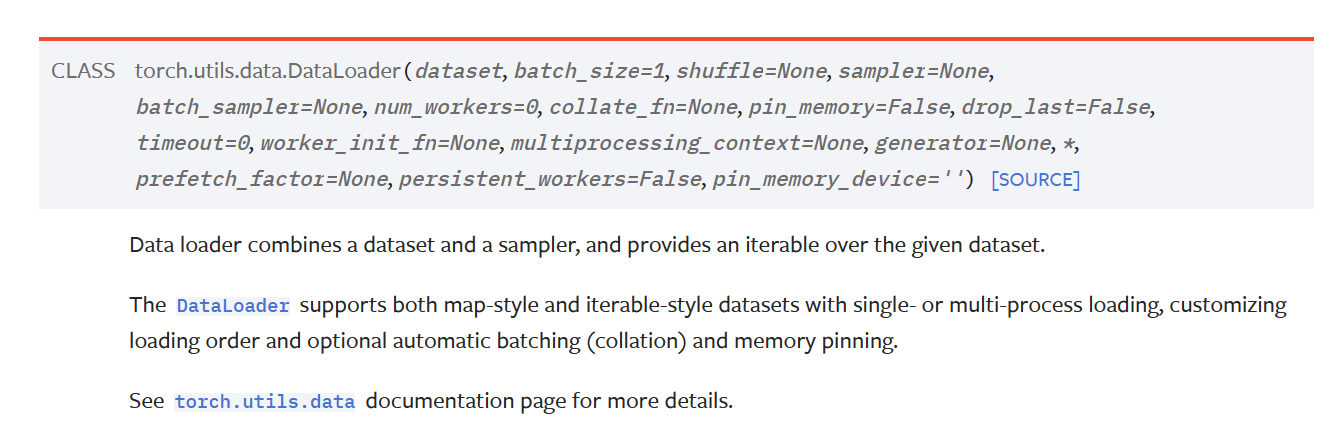 CLASS torch.utils.data.DataLoader(dataset, batch_size=1, shuffle=None, sampler=None,
batch_sampler=None, num_workers=0, collate_fn=None, pin_memory=False, drop_last=False,
timeout=0, worker_init_fn=None, multiprocessing_context=None, generator=None, *,
prefetch_factor=None, persistent_workers=False, pin_memory_device='') [SOURCE]
Data loader combines a dataset and a sampler, and provides an iterable over the given dataset.
The DataLoader supports both map-style and iterable-style datasets with single- or multi-process loading, customizing
loading order and optional automatic batching (collation) and memory pinning.
See torch.utils.data documentation page for more details.